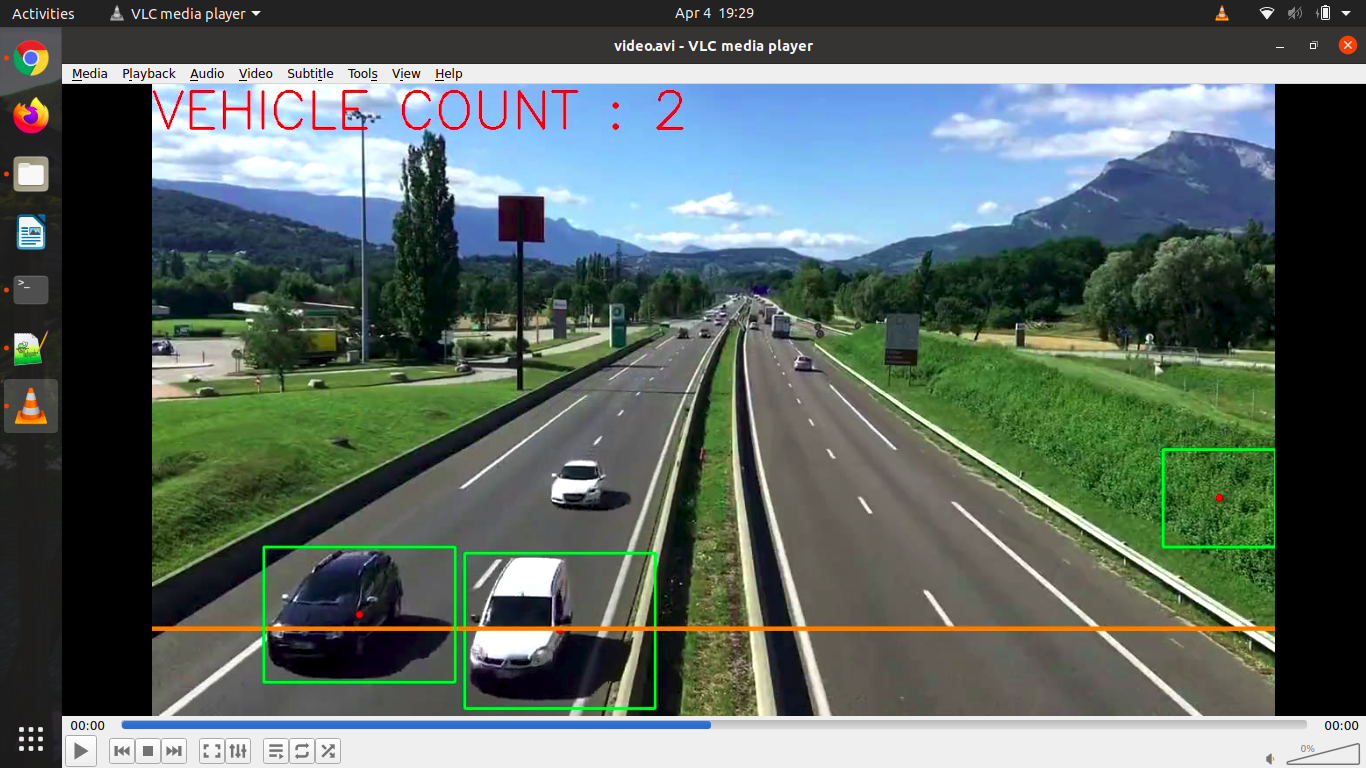 Activities
VLC media player
Apr 4 19:29
video.avi - VLC media player
Media Playback Audio Video Subtitle Tools View Help
VEHICLE COUNT : 2
00:00
00:00
0%